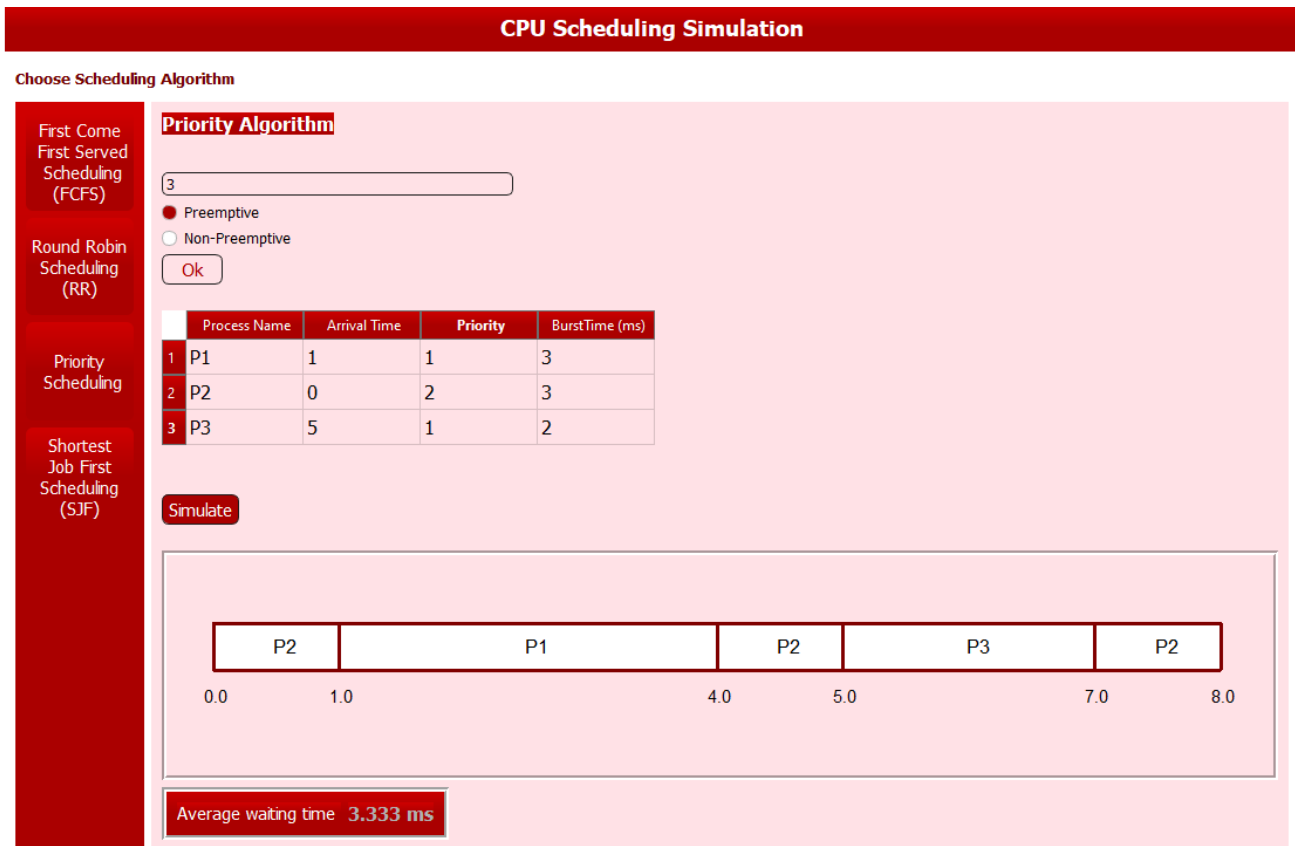 CPU Scheduling Simulation
Choose Scheduling Algorithm
First Come
First Served
Scheduling
(FCFS)
Round Robin
Scheduling
(RR)
Priority
Scheduling
Shortest
Job First
Scheduling
(SJF)
Priority Algorithm
3
Preemptive
Non-Preemptive
Ok
Process Name Arrival Time Priority BurstTime (ms)
1 P1 1 1 3
2 P2 0 2 3
3 P3 5 1 2
Simulate
P2 P1 P2 P3 P2
0.0 1.0 4.0 5.0 7.0 8.0
Average waiting time 3.333 ms